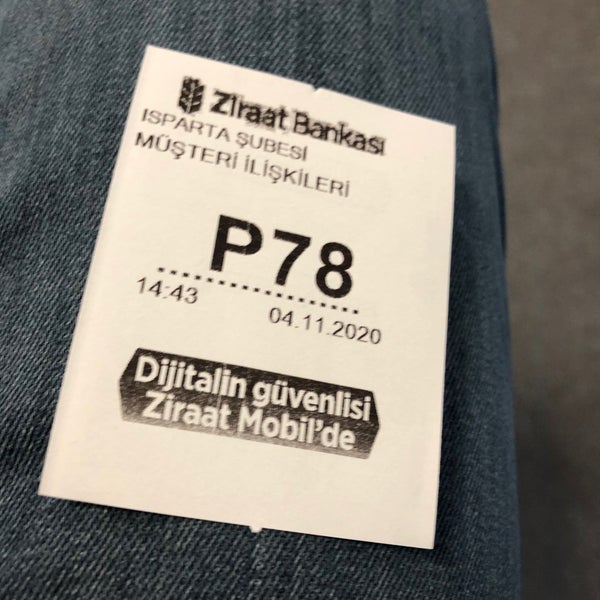 Ziraat Bankası
ISPARTA ŞUBESİ
MÜŞTERİ İLİŞKİLERİ
P78
14:43
04.11.2020
Dijitalin güvenlisi
Ziraat Mobil'de